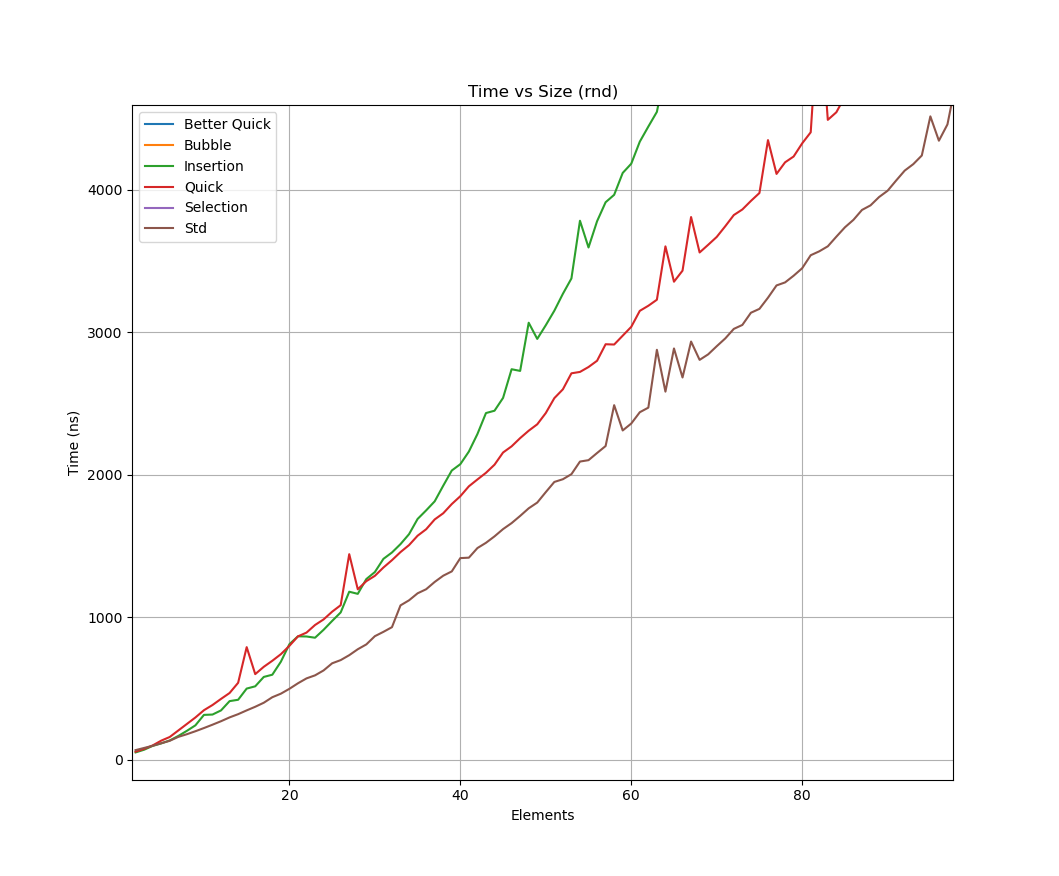 Time vs Size (rnd)
Better Quick
Bubble
Insertion
Quick
Selection
Std
4000
3000
2000
1000
0
Time (ns)
20 40 60 80
Elements